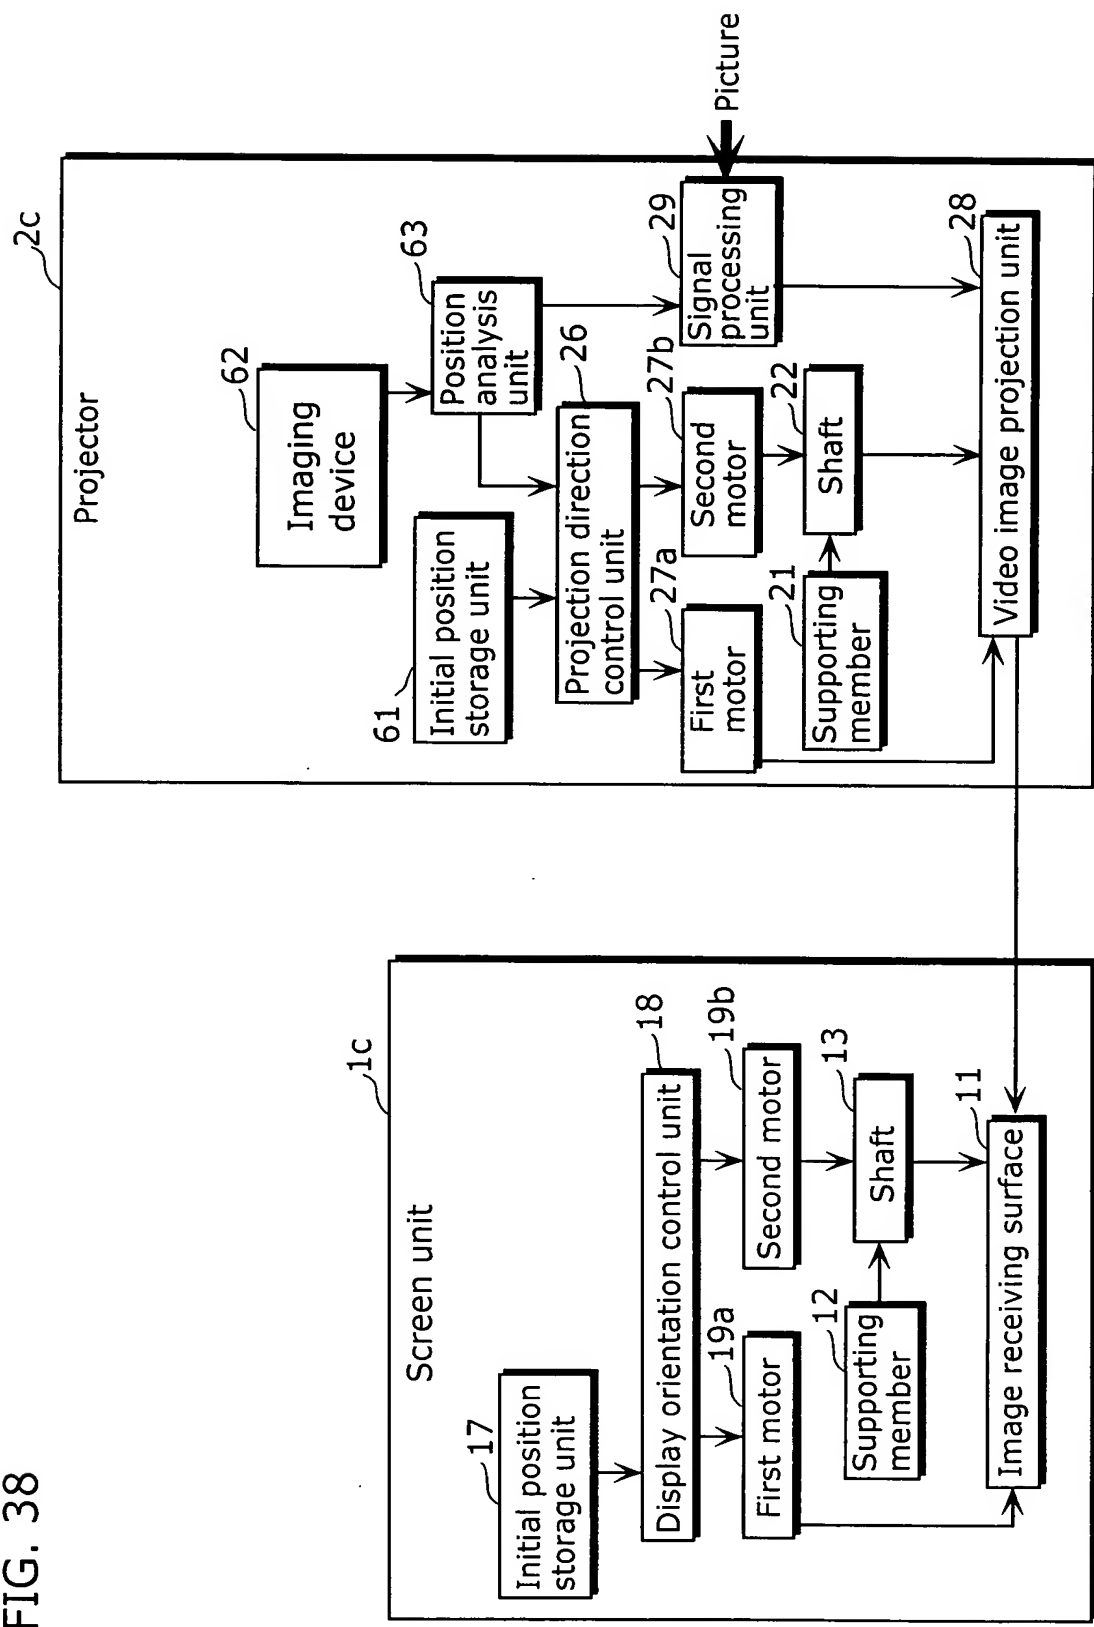 FIG. 38
1c
Screen unit
17
Initial position
storage unit
18
Display orientation control unit
19a
First motor
19b
Second motor
12
Supporting
member
13
Shaft
11
Image receiving surface
2c
Projector
62
Imaging
device
61
Initial position
storage unit
63
Position
analysis
unit
26
Projection direction
control unit
27a
First
motor
27b
Second
motor
29
Signal
processing
unit
Picture
21
Supporting
member
22
Shaft
28
Video image projection unit